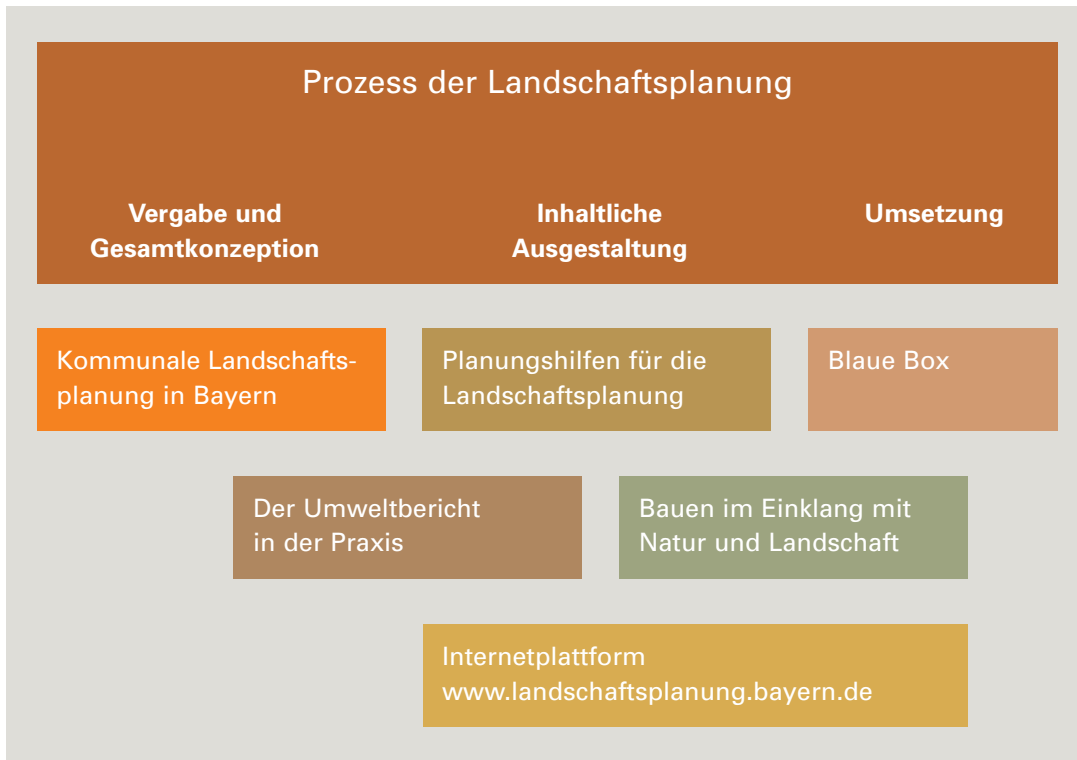 Prozess der Landschaftsplanung
Vergabe und
Gesamtkonzeption
Inhaltliche
Ausgestaltung
Umsetzung
Kommunale Landschafts-
planung in Bayern
Planungshilfen für die
Landschaftsplanung
Blaue Box
Der Umweltbericht
in der Praxis
Bauen im Einklang mit
Natur und Landschaft
Internetplattform
www.landschaftsplanung.bayern.de